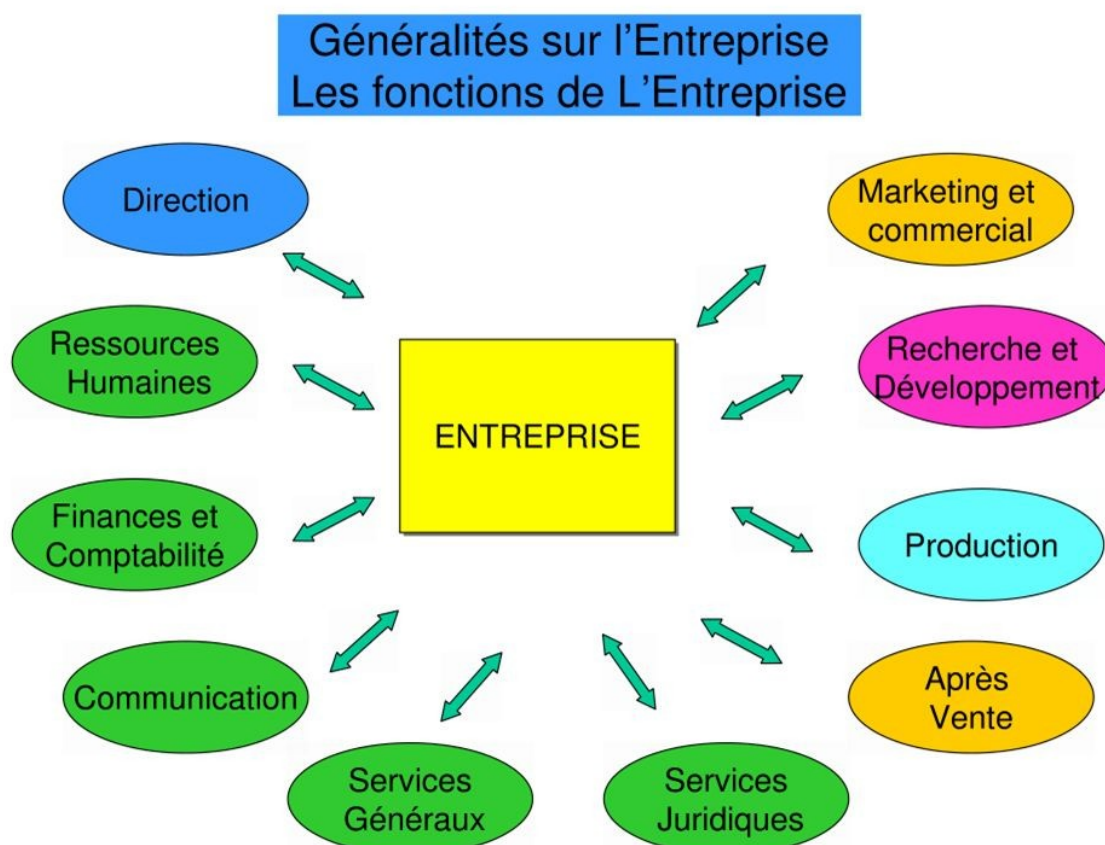 Généralités sur l'Entreprise
Les fonctions de L'Entreprise
Direction
Marketing et
commercial
Ressources
Humaines
Recherche et
Développement
ENTREPRISE
Finances et
Comptabilité
Production
Communication
Après
Vente
Services
Généraux
Services
Juridiques